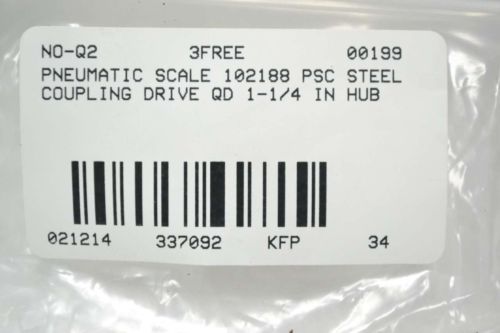 NO-Q2 3FREE 00199
PNEUMATIC SCALE 102188 PSC STEEL
COUPLING DRIVE QD 1-1/4 IN HUB
021214 337092 KFP 34